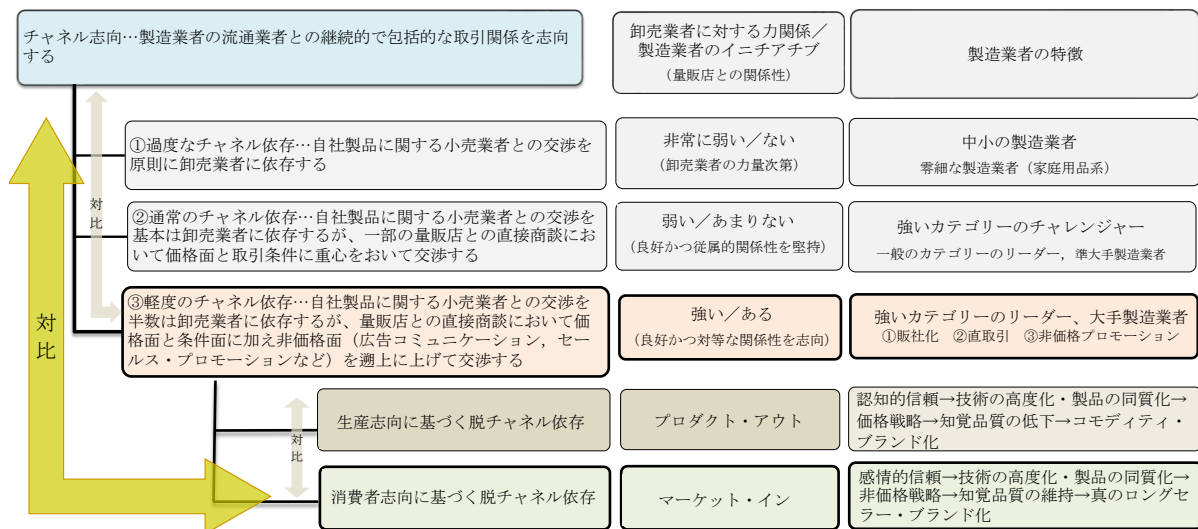 チャネル志向…製造業者の流通業者との継続的で包括的な取引関係を志向
する
卸売業者に対する力関係／
製造業者のイニチアチブ
（量販店との関係性）
製造業者の特徴
①過度なチャネル依存…自社製品に関する小売業者との交渉を
原則に卸売業者に依存する
非常に弱い／ない
（卸売業者の力量次第）
中小の製造業者
零細な製造業者（家庭用品系）
②通常のチャネル依存…自社製品に関する小売業者との交渉を
基本は卸売業者に依存するが、一部の量販店との直接商談にお
いて価格面と取引条件に重心をおいて交渉する
弱い／あまりない
（良好かつ従属的関係性を堅持）
強いカテゴリーのチャレンジャー
一般のカテゴリーのリーダー，準大手製造業者
③軽度のチャネル依存…自社製品に関する小売業者との交渉を
半数は卸売業者に依存するが、量販店との直接商談において価
格面と条件面に加え非価格面（広告コミュニケーション，セー
ルス・プロモーションなど）を遡上に上げて交渉する
強い／ある
（良好かつ対等な関係性を志向）
強いカテゴリーのリーダー、大手製造業者
①販社化　②直取引　③非価格プロモーション
生産志向に基づく脱チャネル依存
プロダクト・アウト
認知的信頼→技術の高度化・製品の同質化→
価格戦略→知覚品質の低下→コモディティ・
ブランド化
消費者志向に基づく脱チャネル依存
マーケット・イン
感情的信頼→技術の高度化・製品の同質化→
非価格戦略→知覚品質の維持→真のロングセ
ラー・ブランド化
対比
対比
対比